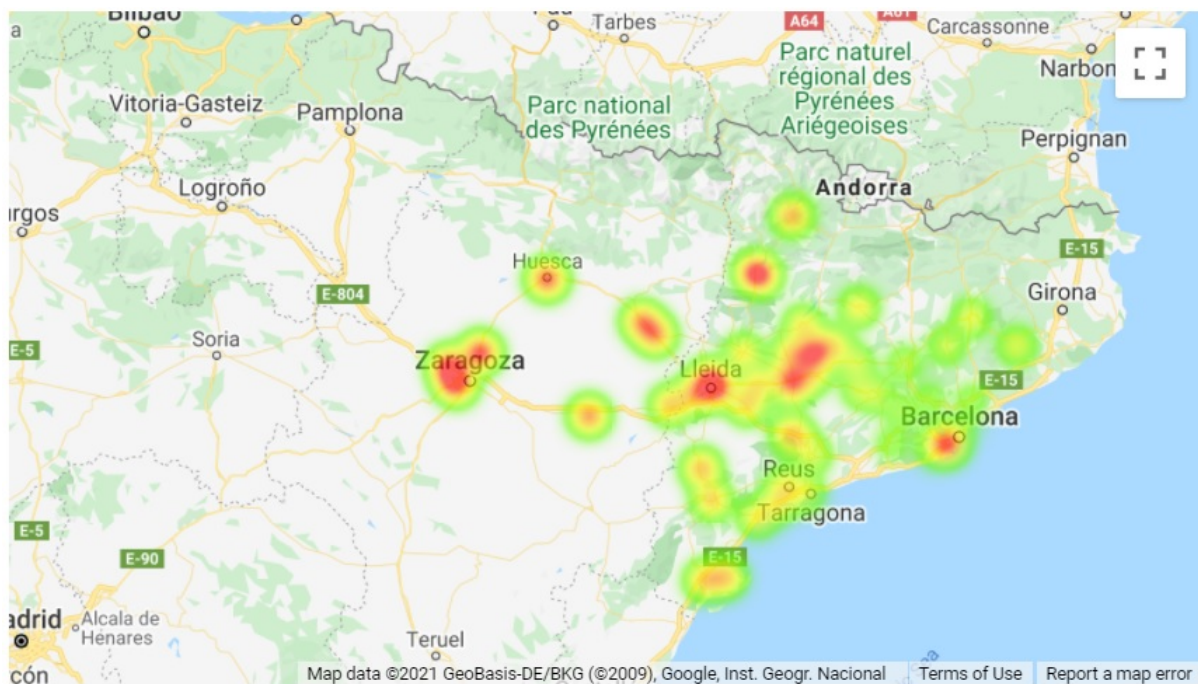 Bilbao
Tarbes
A64
A61
Carcassonne
Parc naturel
régional des
Pyrénées
Ariégeoises
Narbon
Vitoria-Gasteiz
Pamplona
Parc national
des Pyrénées
Perpignan
Logroño
Andorra
urgos
E-15
Huesca
Girona
E-804
Soria
E-5
Zaragoza
Lleida
E-15
Barcelona
Reus
Tarragona
E-5
E-90
E-15
adrid
Alcala de
Henares
Teruel
cón
Map data ©2021 GeoBasis-DE/BKG (©2009), Google, Inst. Geogr. Nacional
Terms of Use
Report a map error